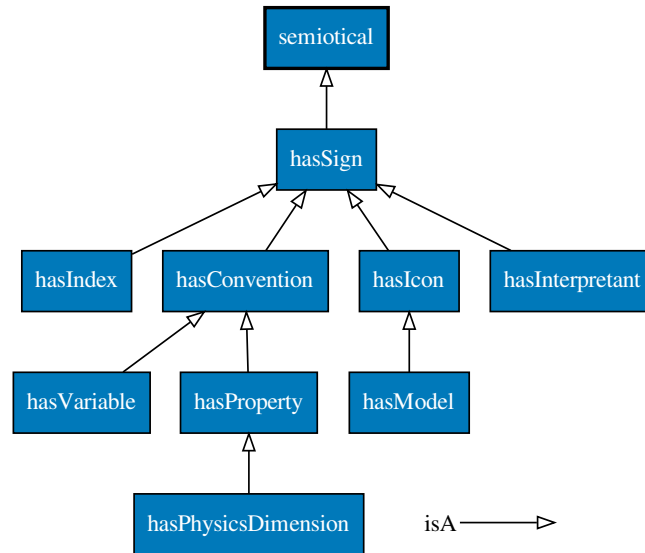 semiotical
hasSign
hasIndex
hasConvention
hasIcon
hasInterpretant
hasVariable
hasProperty
hasModel
hasPhysicsDimension
isA